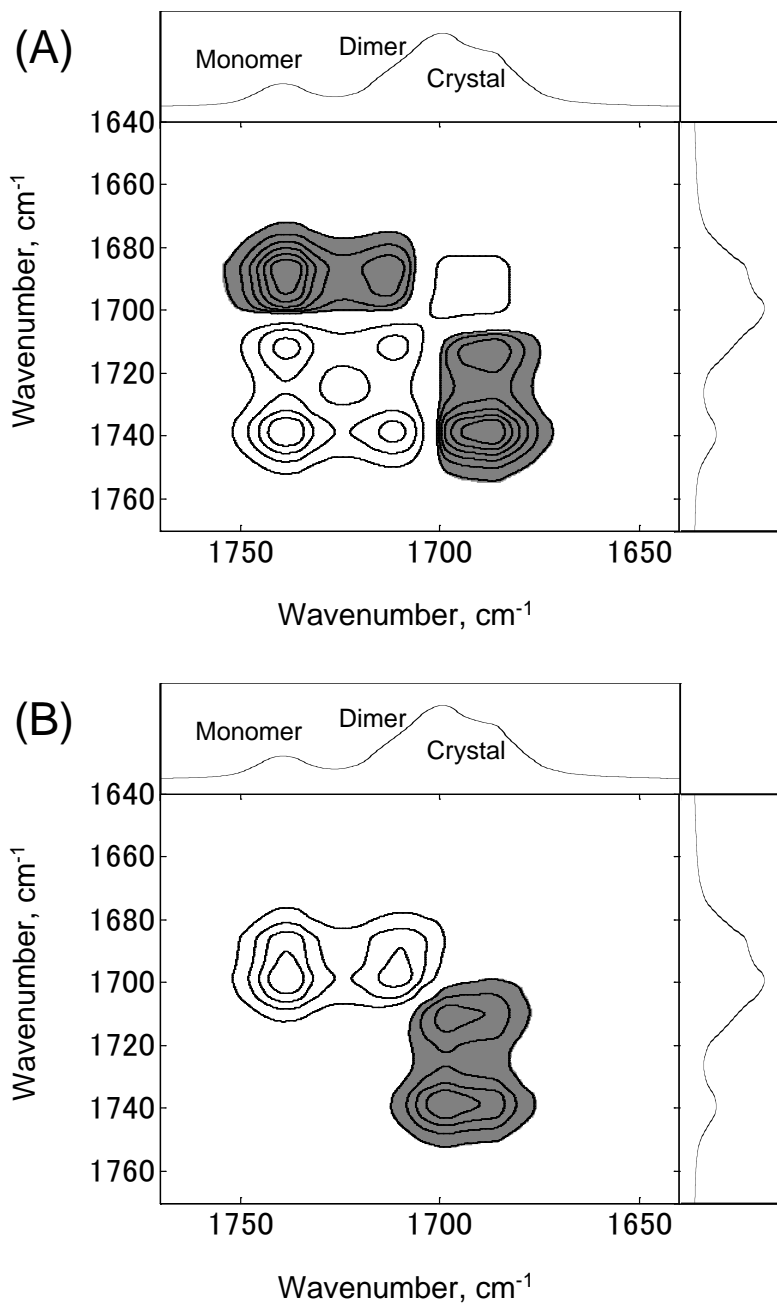 (A)
Monomer
Dimer
Crystal
1640
1660
1680
1700
1720
1740
1760
Wavenumber, cm-1
1750 1700 1650
Wavenumber, cm-1
(B)
Monomer
Dimer
Crystal
1640
1660
1680
1700
1720
1740
1760
Wavenumber, cm-1
1750 1700 1650
Wavenumber, cm-1